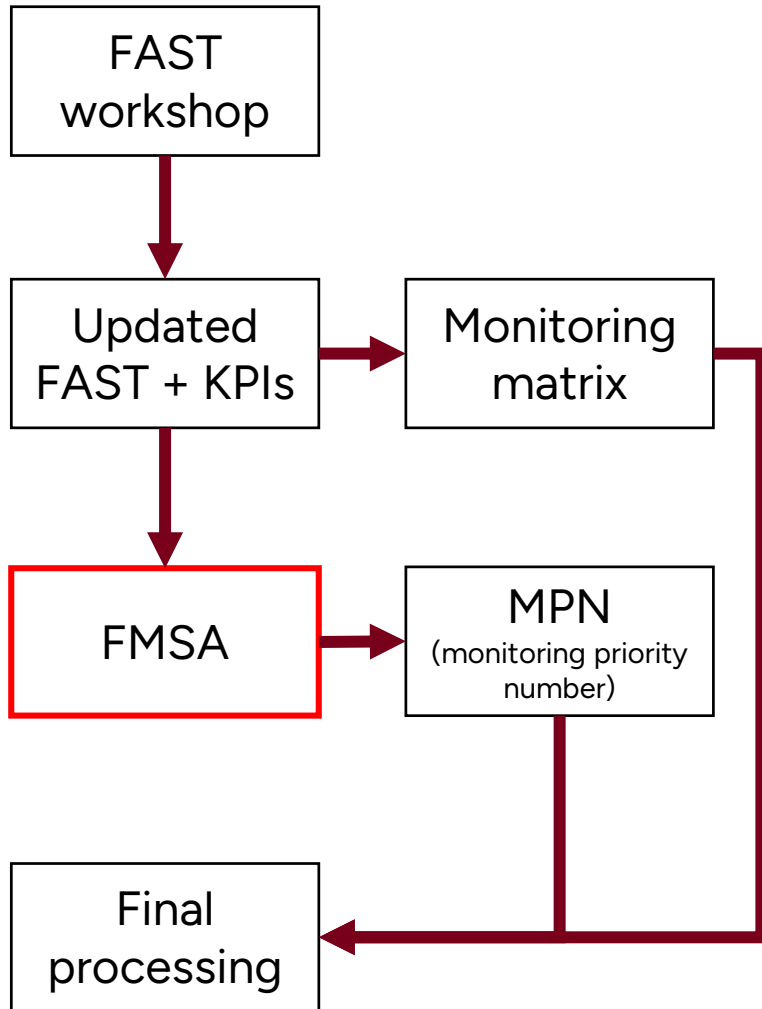 FAST
workshop
Updated
FAST + KPIs
Monitoring
matrix
FMSA
MPN
(monitoring priority
number)
Final
processing